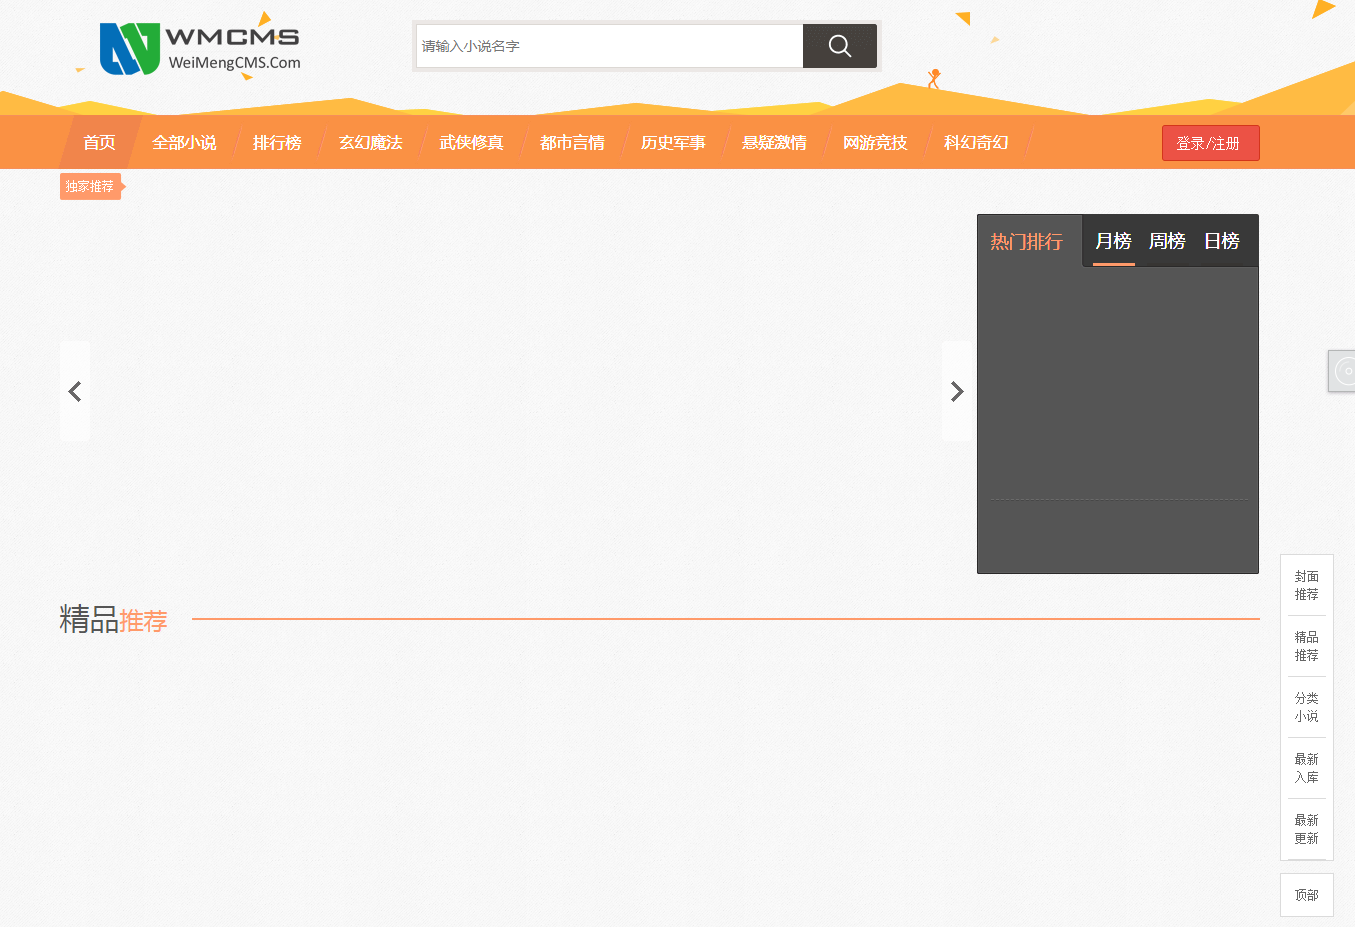 WMCMS
WeiMengCMS.Com
请输入小说名字
首页 全部小说 排行榜 玄幻魔法 武侠修真 都市言情 历史军事 悬疑激情 网游竞技 科幻奇幻 登录/注册
独家推荐
热门排行 月榜 周榜 日榜
精品推荐
封面
推荐
精品
推荐
分类
小说
最新
入库
最新
更新
顶部